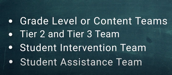 • Grade Level or Content Teams
• Tier 2 and Tier 3 Team
• Student Intervention Team
• Student Assistance Team